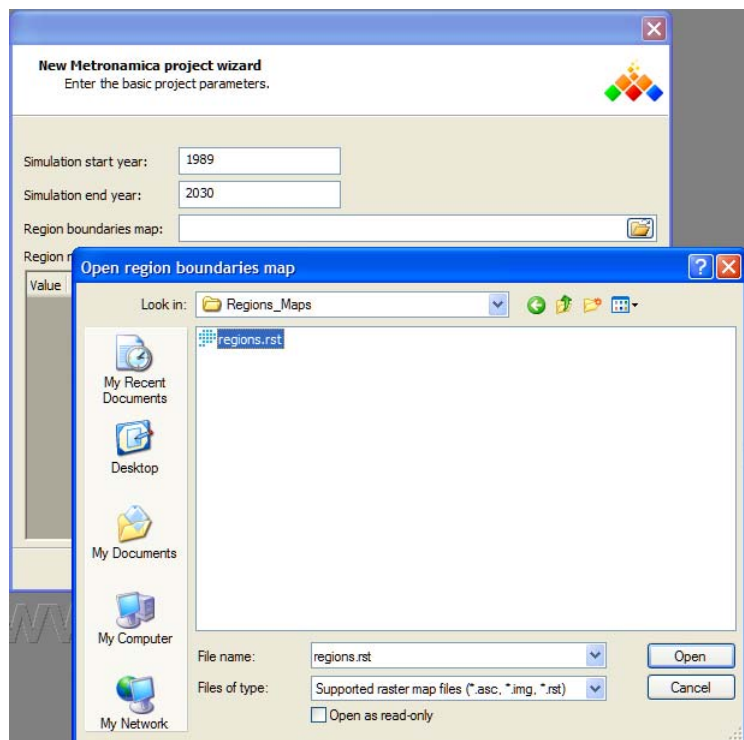 New Metronamica project wizard
Enter the basic project parameters.
Simulation start year: 1989
Simulation end year: 2030
Region boundaries map:
Region
Value
Open region boundaries map
Look in: Regions_Maps
regions.rst
My Recent
Documents
Desktop
My Documents
My Computer
My Network
File name: regions.rst Open
Files of type: Supported raster map files (*.asc, *.img, *.rst) Cancel
Open as read-only